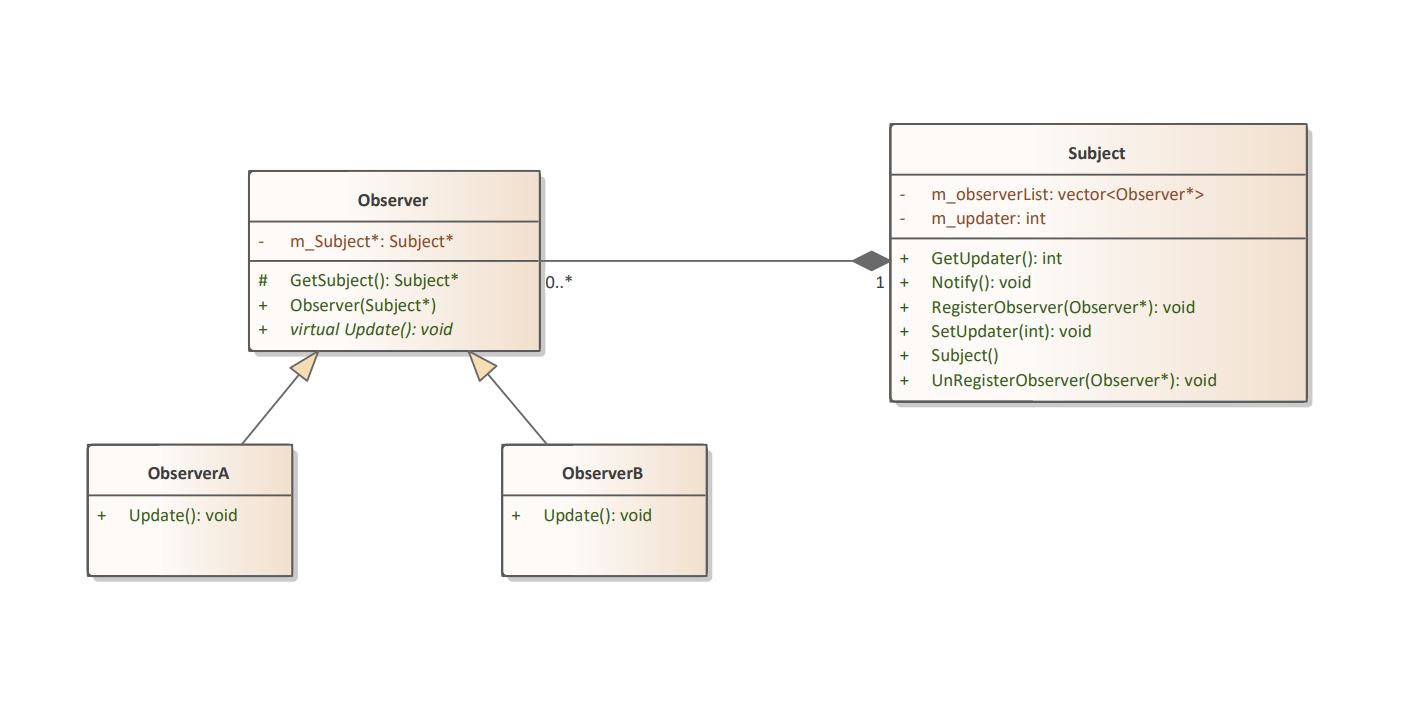 Subject
- m_observerList: vector<Observer*>
- m_updater: int
+ GetUpdater(): int
+ Notify(): void
+ RegisterObserver(Observer*): void
+ SetUpdater(int): void
+ Subject()
+ UnRegisterObserver(Observer*): void
Observer
- m_Subject*: Subject*
# GetSubject(): Subject*
+ Observer(Subject*)
+ virtual Update(): void
0..*
1
ObserverA
+ Update(): void
ObserverB
+ Update(): void